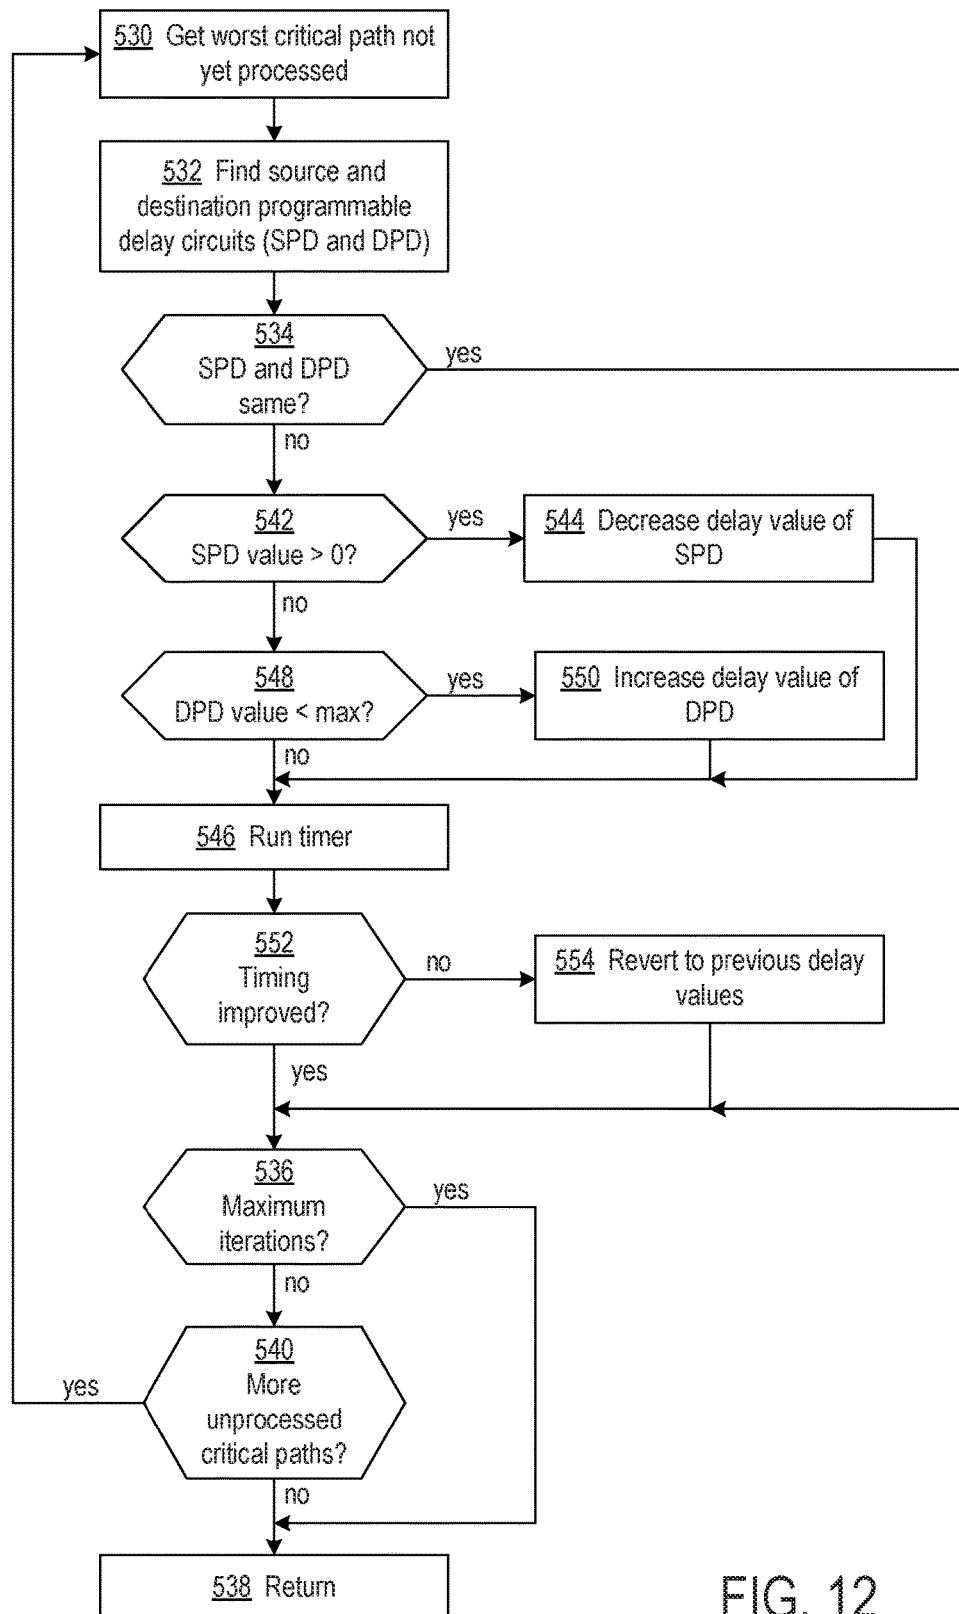 530 Get worst critical path not
yet processed
532 Find source and
destination programmable
delay circuits (SPD and DPD)
534
SPD and DPD
same?
yes
no
542
SPD value > 0?
yes
544 Decrease delay value of
SPD
no
548
DPD value < max?
yes
550 Increase delay value of
DPD
no
546 Run timer
552
Timing
improved?
no
554 Revert to previous delay
values
yes
536
Maximum
iterations?
yes
no
540
More
unprocessed
critical paths?
yes
no
538 Return
FIG. 12